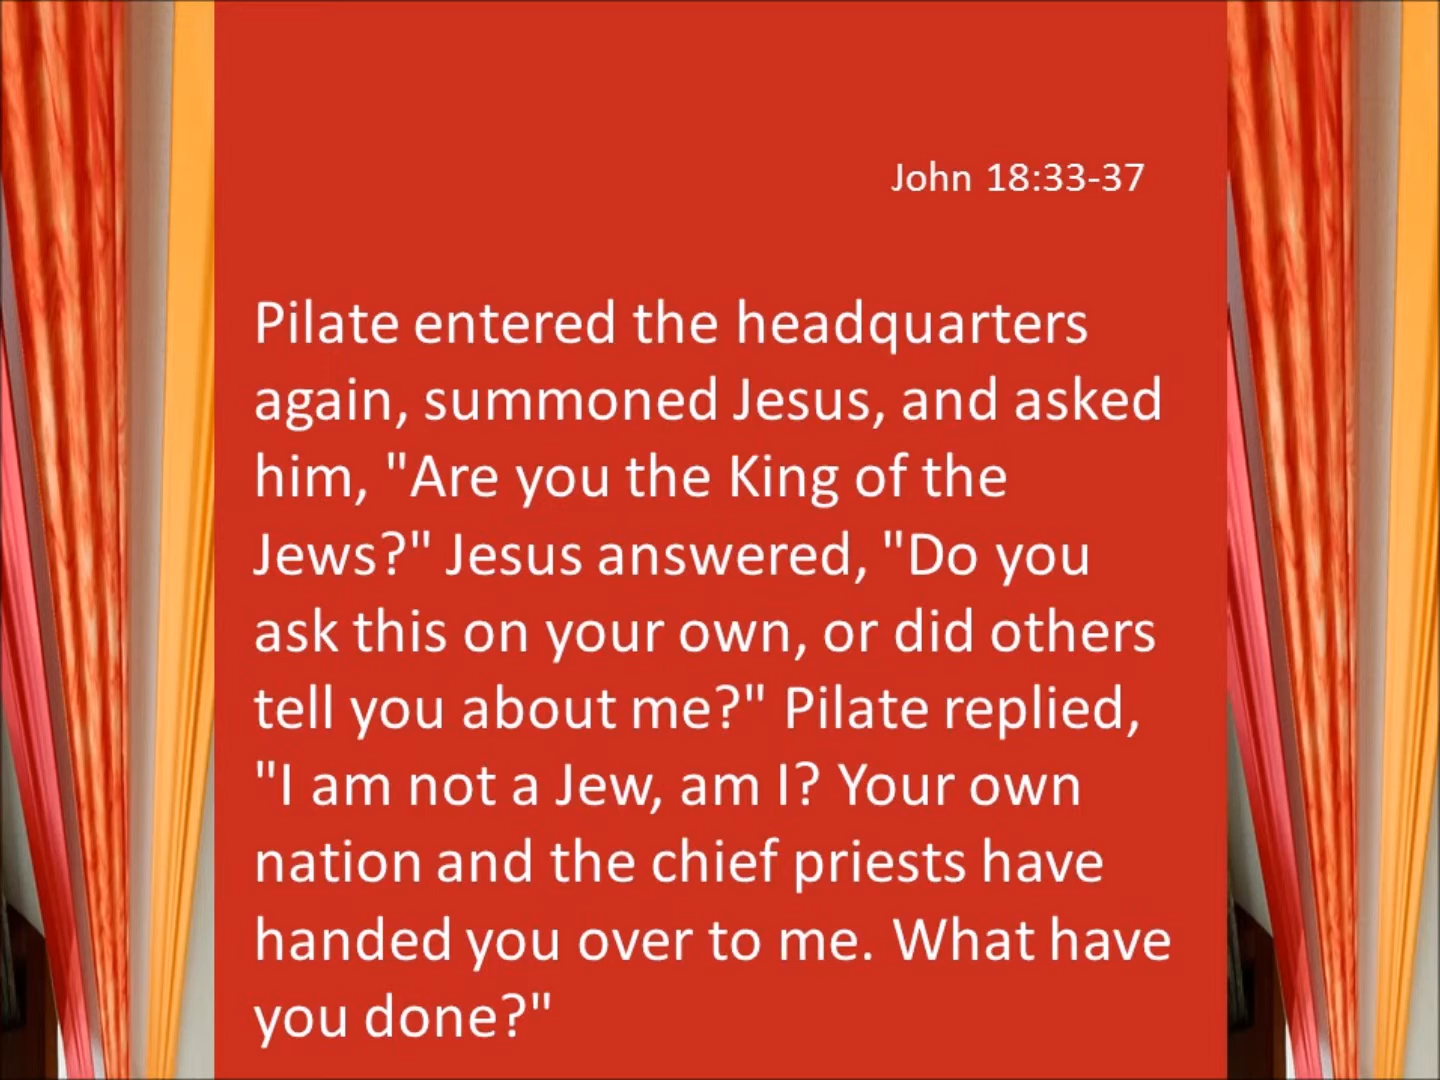 John 18:33-37
Pilate entered the headquarters
again, summoned Jesus, and asked
him, "Are you the King of the
Jews?" Jesus answered, "Do you
ask this on your own, or did others
tell you about me?" Pilate replied,
"I am not a Jew, am I? Your own
nation and the chief priests have
handed you over to me. What have
you done?"